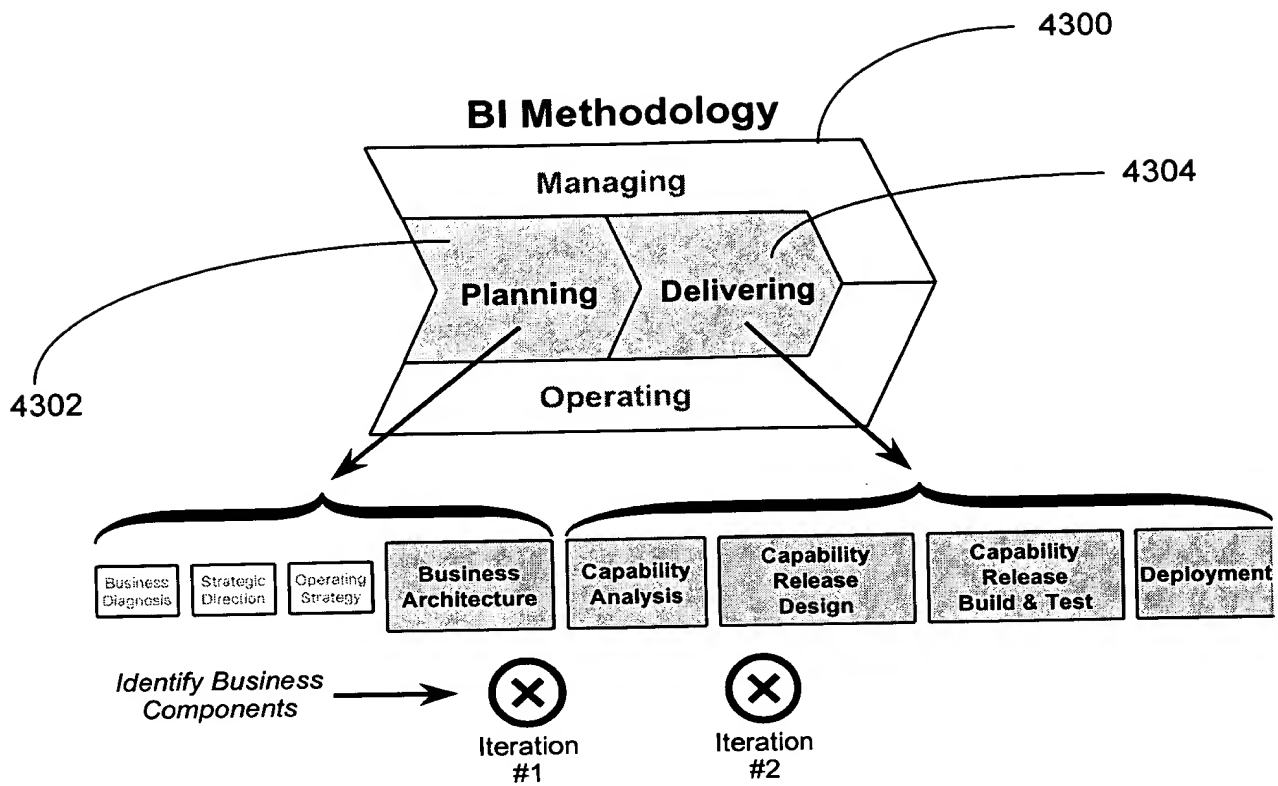 4300
BI Methodology
Managing
4304
Planning
Delivering
4302
Operating
Business
Diagnosis
Strategic
Direction
Operating
Strategy
Business
Architecture
Capability
Analysis
Capability
Release
Design
Capability
Release
Build & Test
Deployment
Identify Business
Components
Iteration
#1
Iteration
#2